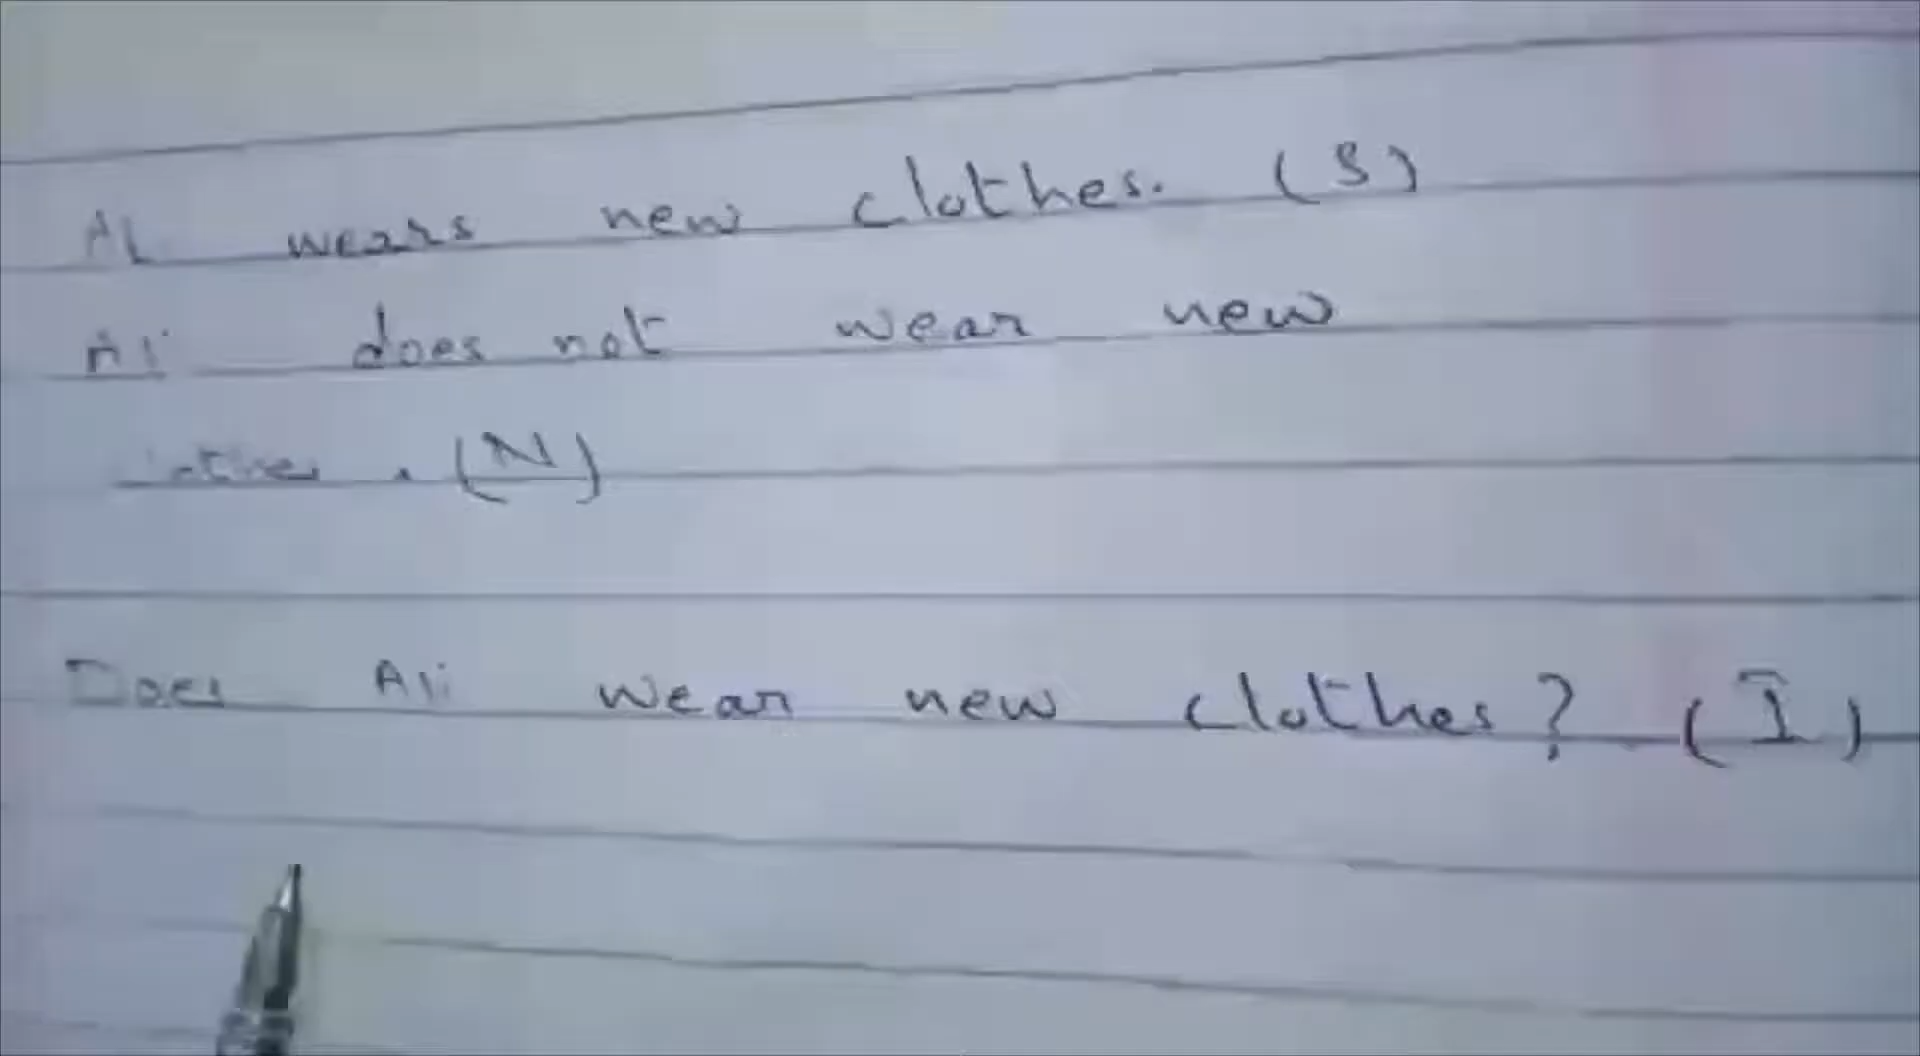 Ali wears new clothes. (S)
Ali does not wear new
clothes. (N)
Does Ali wear new clothes? (I)